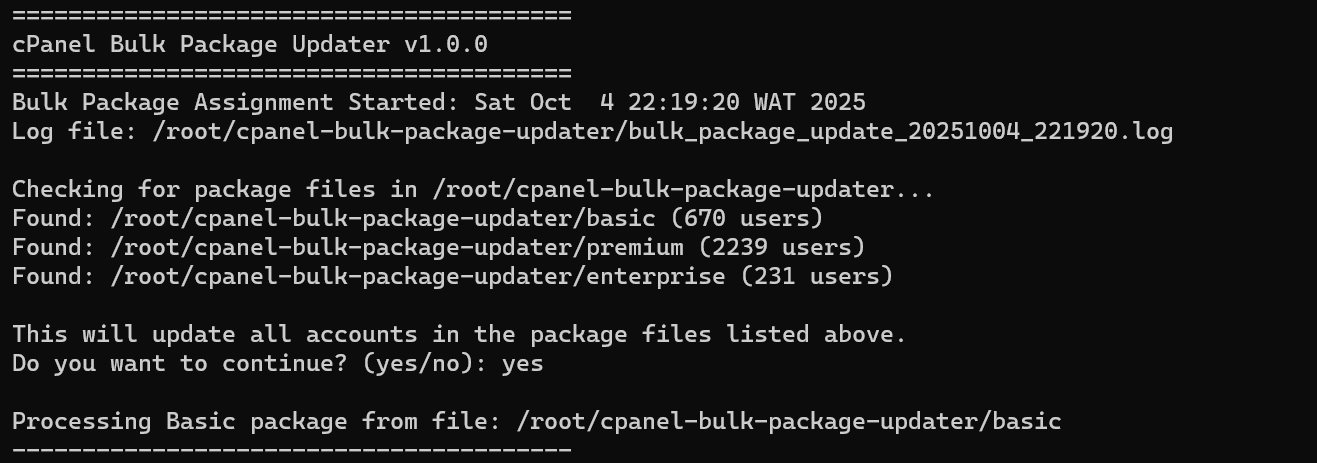 ========================================
cPanel Bulk Package Updater v1.0.0
========================================
Bulk Package Assignment Started: Sat Oct  4 22:19:20 WAT 2025
Log file: /root/cpanel-bulk-package-updater/bulk_package_update_20251004_221920.log
Checking for package files in /root/cpanel-bulk-package-updater...
Found: /root/cpanel-bulk-package-updater/basic (670 users)
Found: /root/cpanel-bulk-package-updater/premium (2239 users)
Found: /root/cpanel-bulk-package-updater/enterprise (231 users)
This will update all accounts in the package files listed above.
Do you want to continue? (yes/no): yes
Processing Basic package from file: /root/cpanel-bulk-package-updater/basic
----------------------------------------